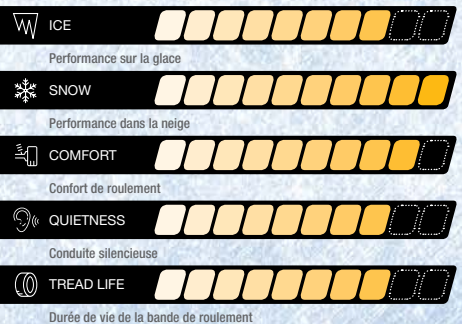 ICE
Performance sur la glace
SNOW
Performance dans la neige
COMFORT
Confort de roulement
QUIETNESS
Conduite silencieuse
TREAD LIFE
Durée de vie de la bande de roulement